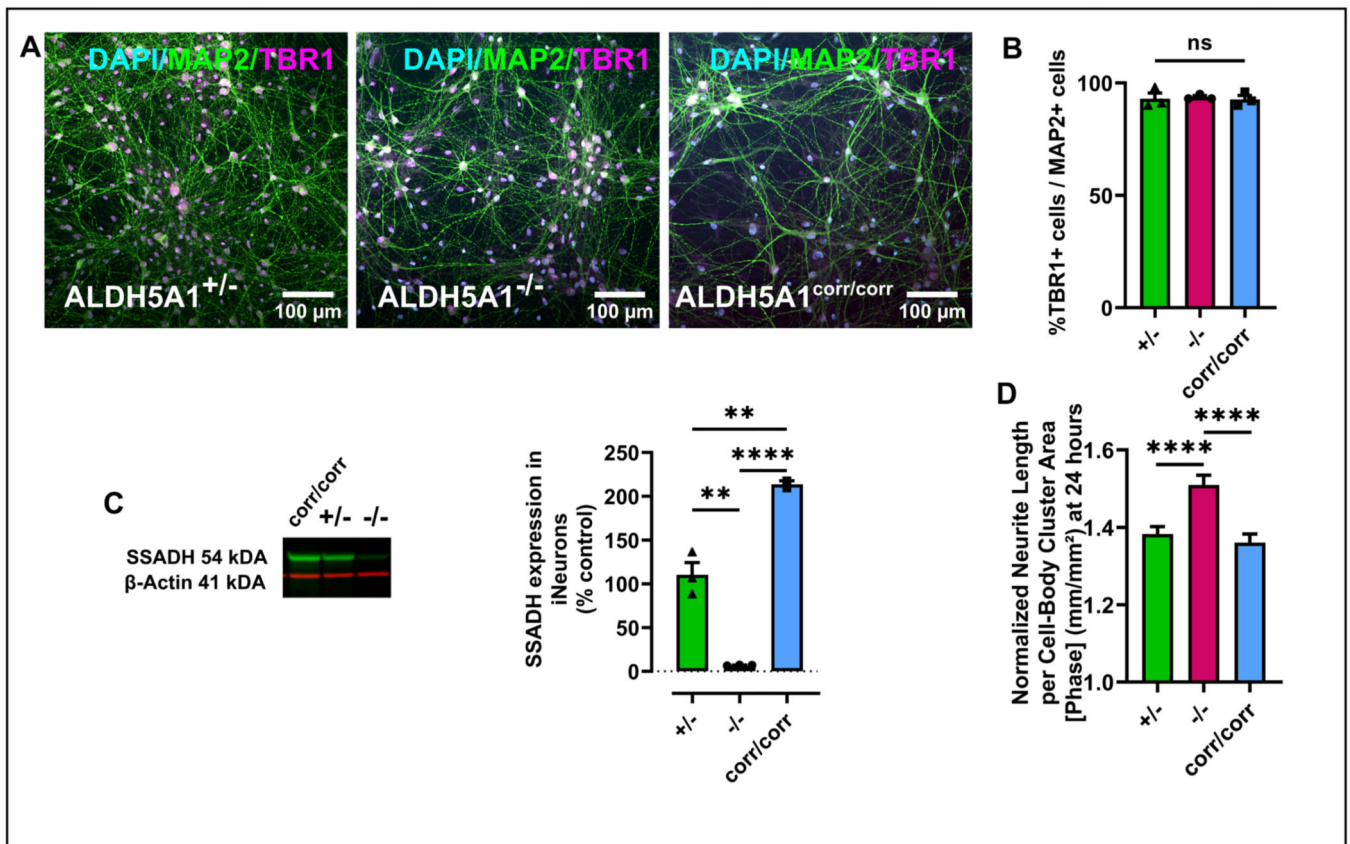 A
DAPI/MAP2/TBR1
ALDH5A1+/-
100 µm
DAPI/MAP2/TBR1
ALDH5A1-/-
100 µm
DAPI/MAP2/TBR1
ALDH5A1corr/corr
100 µm
B
ns
%TBR1+ cells / MAP2+ cells
100
50
0
+/-
-/-
corr/corr
C
corr/corr
+/-
-/-
SSADH 54 kDA
β-Actin 41 kDA
SSADH expression in
iNeurons
(% control)
250
200
150
100
50
0
**
****
**
+/-
-/-
corr/corr
D
Normalized Neurite Length
per Cell-Body Cluster Area
[Phase] (mm/mm²) at 24 hours
1.6
1.4
1.2
1.0
****
****
+/-
-/-
corr/corr